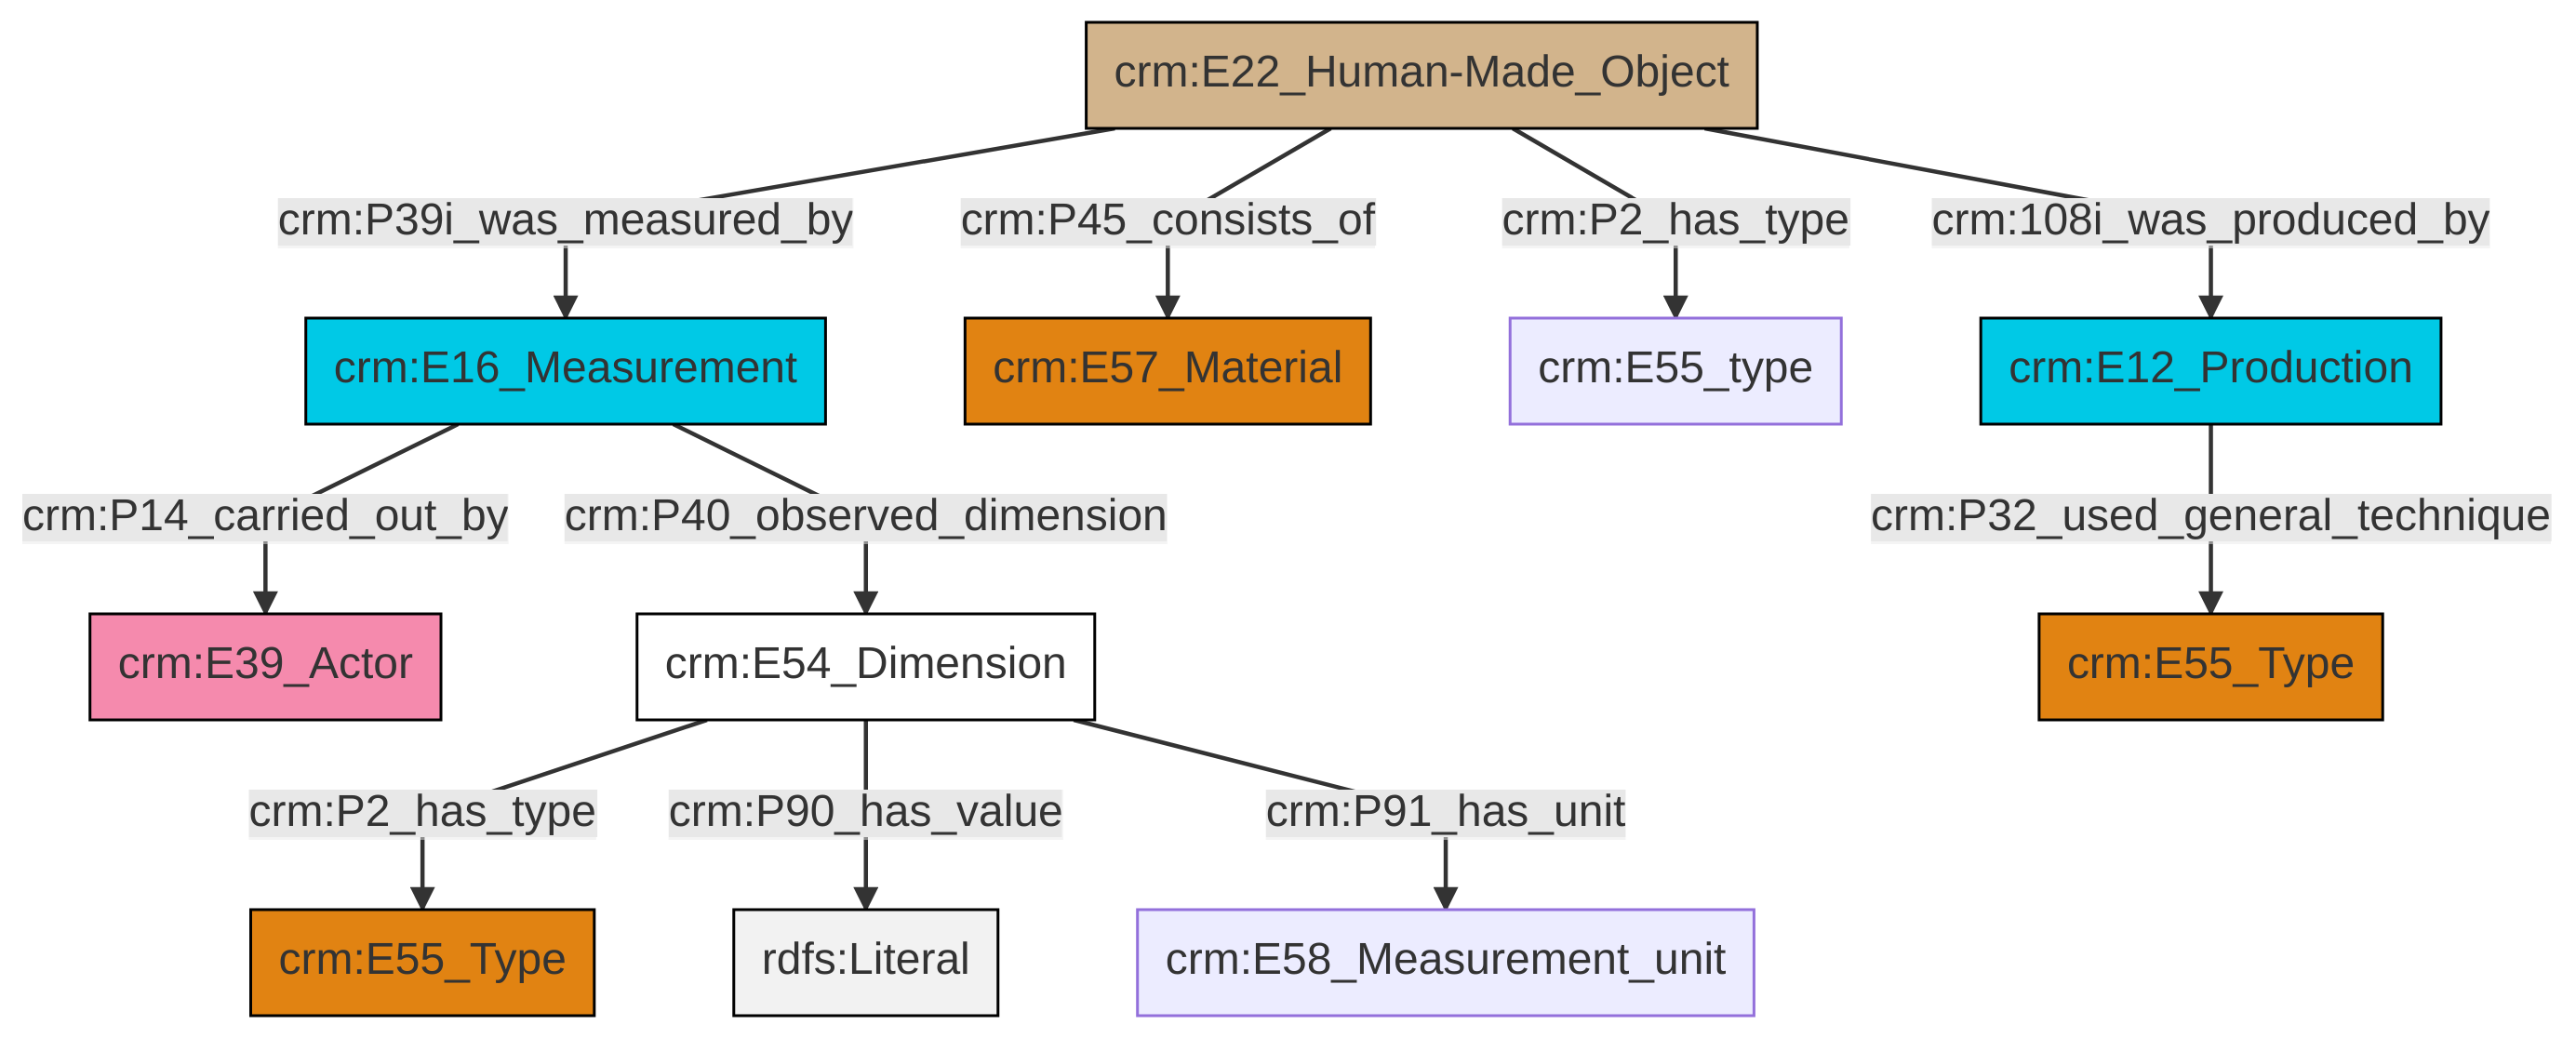 crm:E22_Human-Made_Object
crm:P39i_was_measured_by
crm:P45_consists_of
crm:P2_has_type
crm:108i_was_produced_by
crm:E16_Measurement
crm:E57_Material
crm:E55_type
crm:E12_Production
crm:P14_carried_out_by
crm:P40_observed_dimension
crm:P32_used_general_technique
crm:E39_Actor
crm:E54_Dimension
crm:E55_Type
crm:P2_has_type
crm:P90_has_value
crm:P91_has_unit
crm:E55_Type
rdfs:Literal
crm:E58_Measurement_unit